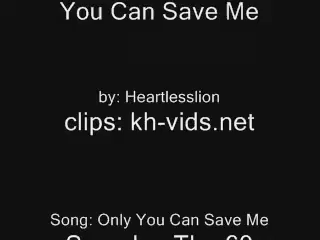 You Can Save Me
by: Heartlesslion
clips: kh-vids.net
Song: Only You Can Save Me